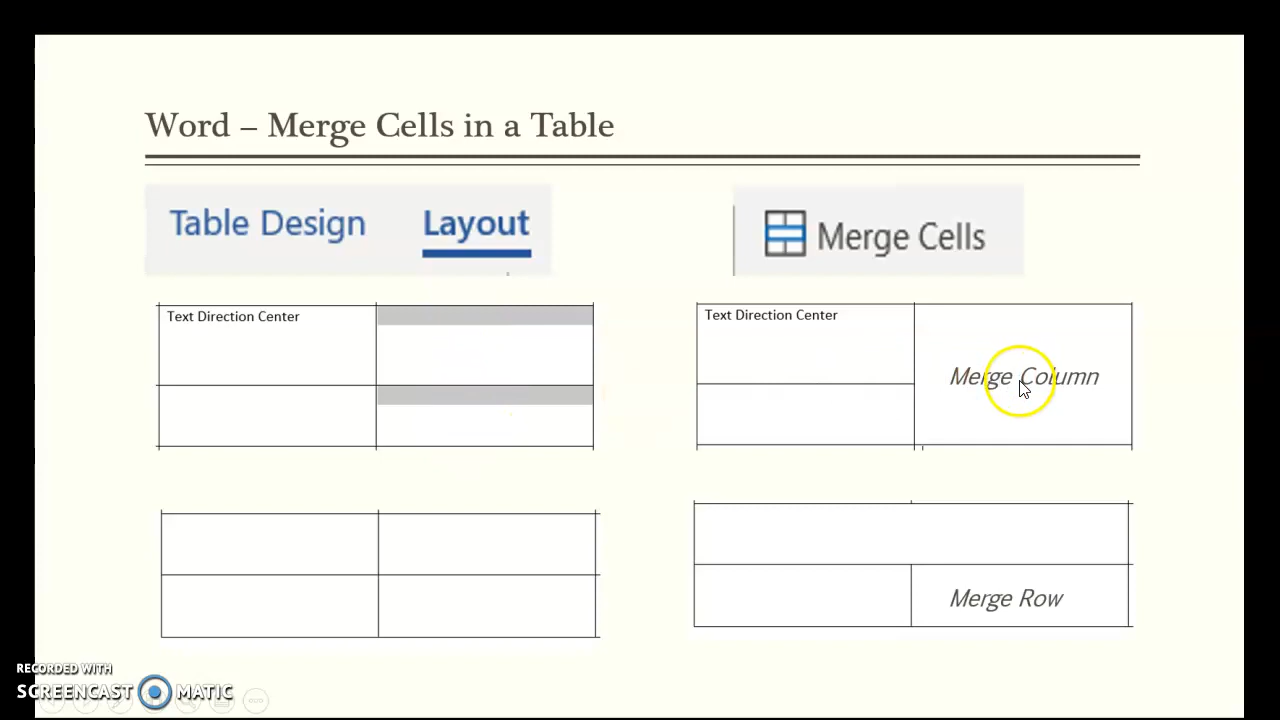 Word – Merge Cells in a Table
Table Design Layout
Merge Cells
Text Direction Center
Text Direction Center
Merge Column
Merge Row
RECORDED WITH
SCREENCAST MATIC